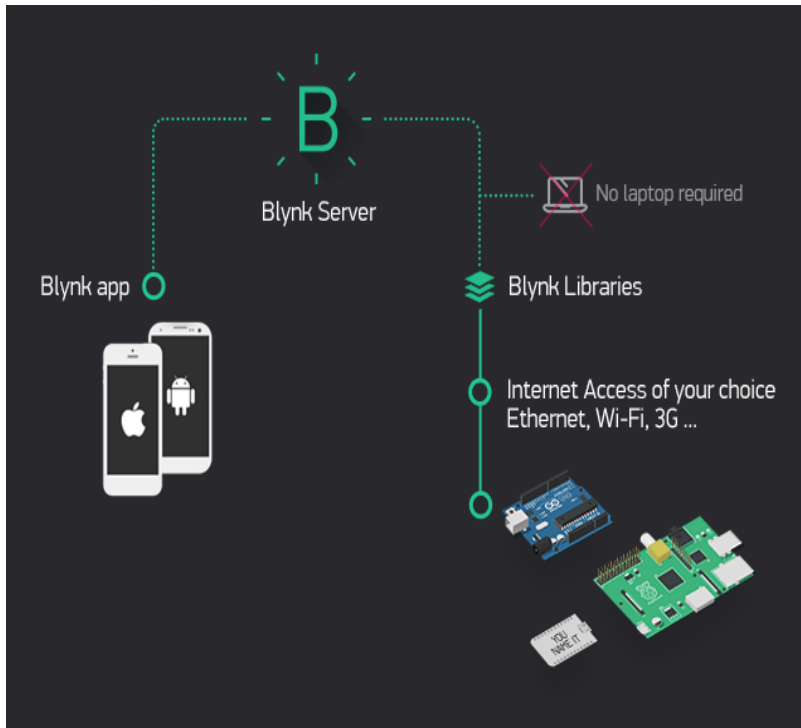 B
Blynk Server
No laptop required
Blynk app
Blynk Libraries
Internet Access of your choice
Ethernet, Wi-Fi, 3G ...
YOU
NAME IT